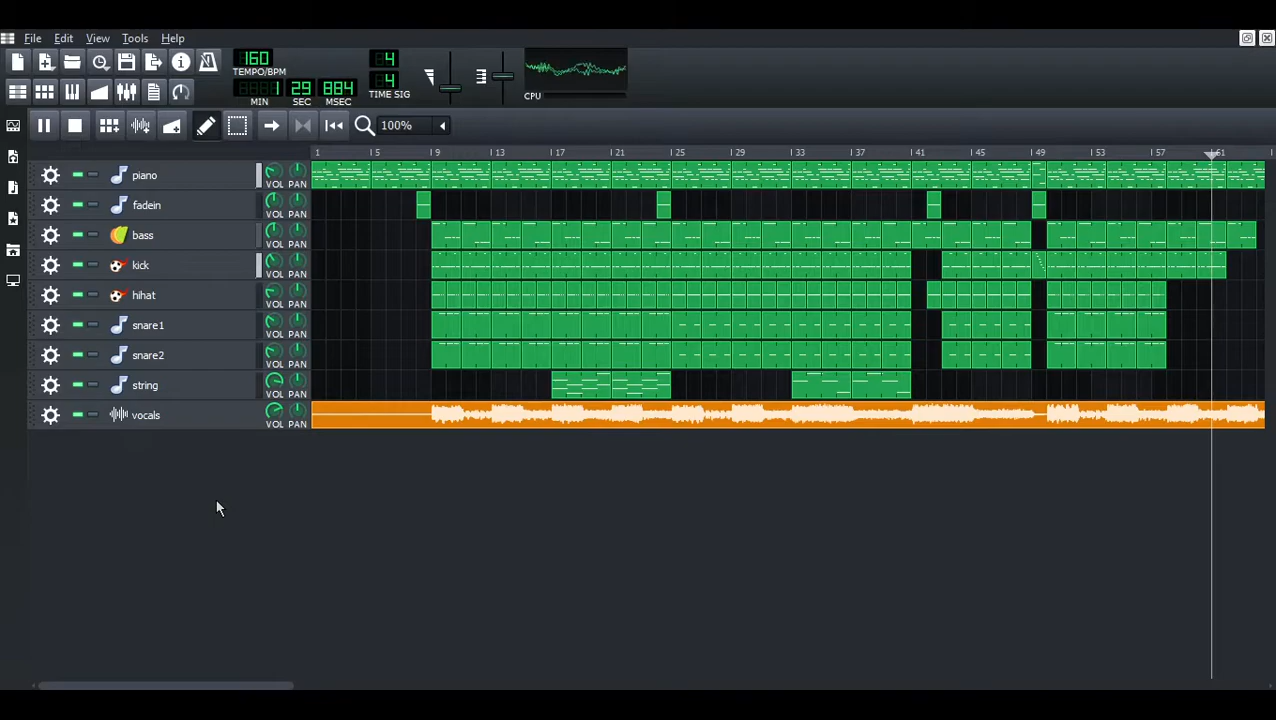 File Edit View Tools Help
160
TEMPO/BPM
1 29 884
MIN SEC MSEC
4
4
TIME SIG
CPU
100%
1 5 9 13 17 21 25 29 33 37 41 45 49 53 57 61
piano VOL PAN
fadein VOL PAN
bass VOL PAN
kick VOL PAN
hihat VOL PAN
snare1 VOL PAN
snare2 VOL PAN
string VOL PAN
vocals VOL PAN